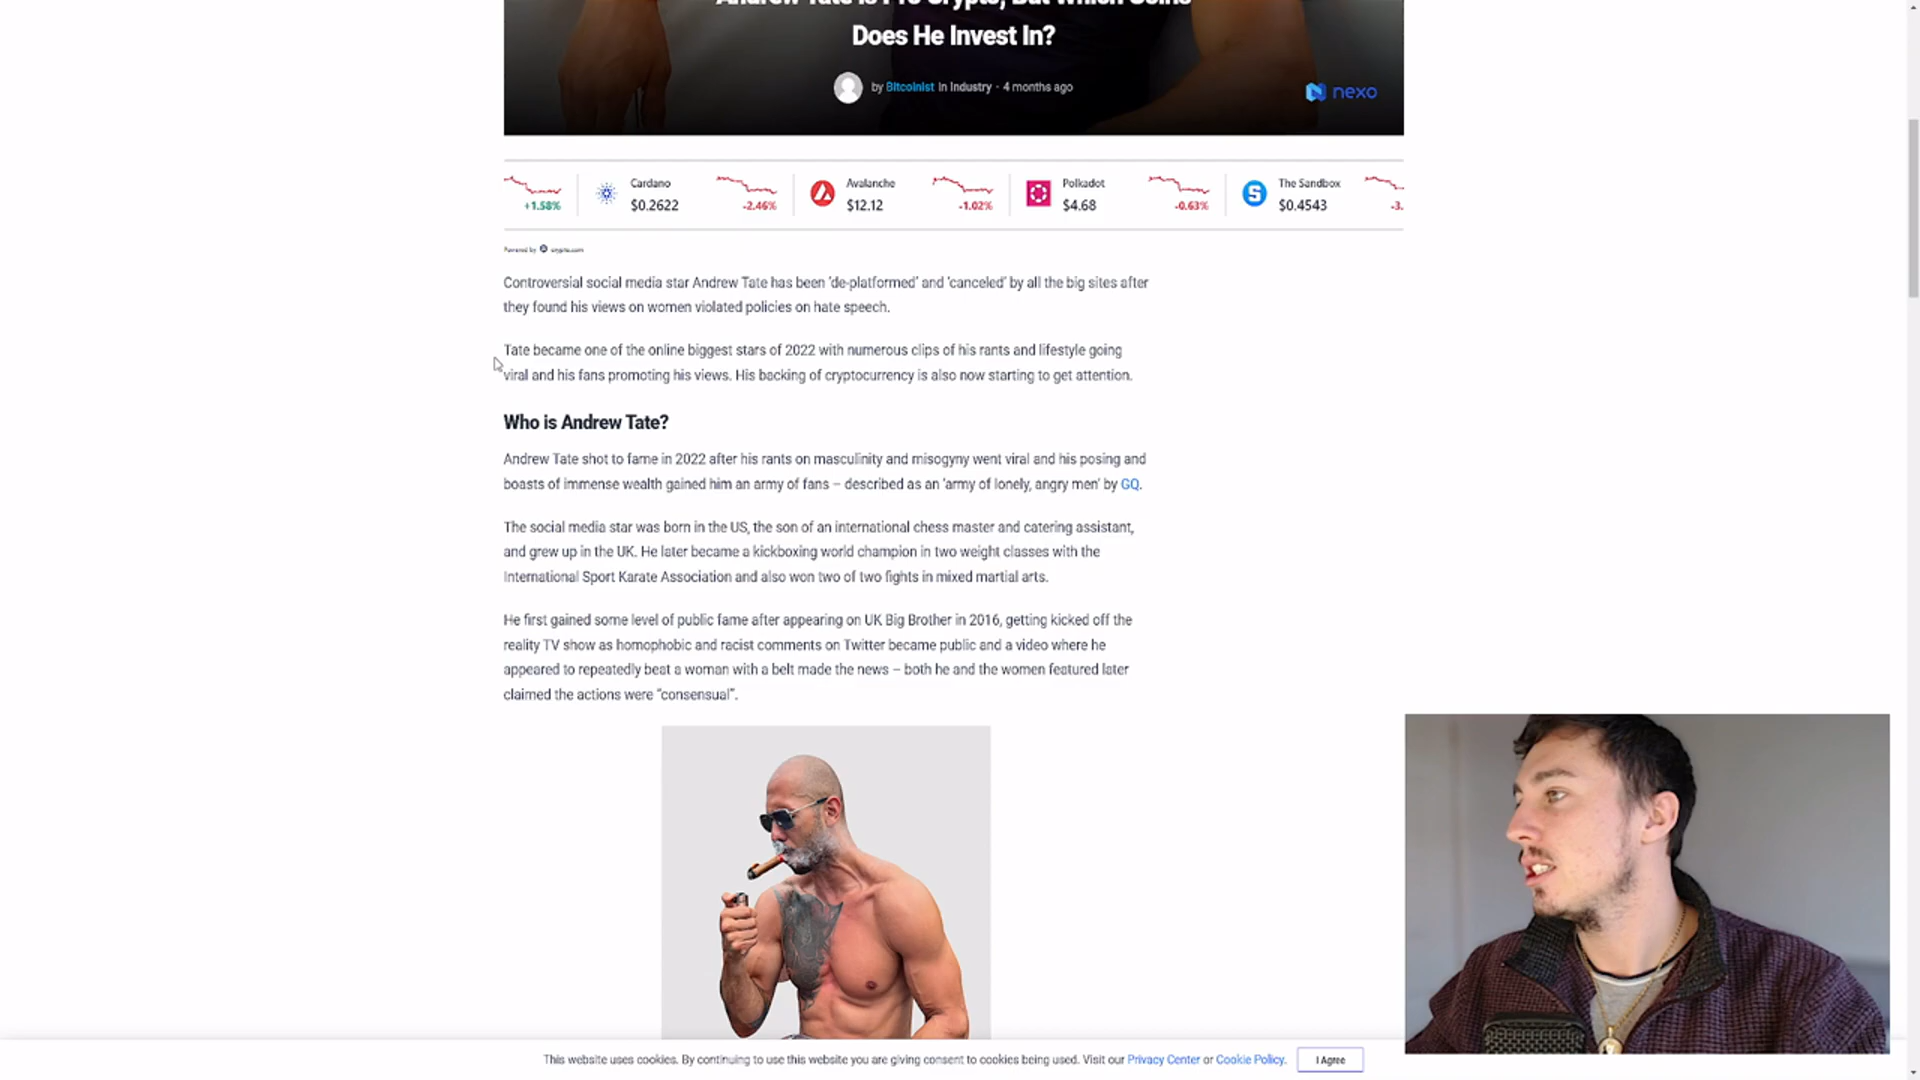 Andrew Tate is Pro Crypto, But Which Coins
Does He Invest In?
by Bitcoinist in Industry - 4 months ago
nexo
+1.58%
Cardano
$0.2622
-2.46%
Avalanche
$12.12
-1.02%
Polkadot
$4.68
-0.63%
The Sandbox
$0.4543
-3.
Powered by crypto.com
Controversial social media star Andrew Tate has been 'de-platformed' and 'canceled' by all the big sites after
they found his views on women violated policies on hate speech.
Tate became one of the online biggest stars of 2022 with numerous clips of his rants and lifestyle going
viral and his fans promoting his views. His backing of cryptocurrency is also now starting to get attention.
Who is Andrew Tate?
Andrew Tate shot to fame in 2022 after his rants on masculinity and misogyny went viral and his posing and
boasts of immense wealth gained him an army of fans – described as an 'army of lonely, angry men' by GQ.
The social media star was born in the US, the son of an international chess master and catering assistant,
and grew up in the UK. He later became a kickboxing world champion in two weight classes with the
International Sport Karate Association and also won two of two fights in mixed martial arts.
He first gained some level of public fame after appearing on UK Big Brother in 2016, getting kicked off the
reality TV show as homophobic and racist comments on Twitter became public and a video where he
appeared to repeatedly beat a woman with a belt made the news – both he and the women featured later
claimed the actions were "consensual".
This website uses cookies. By continuing to use this website you are giving consent to cookies being used. Visit our Privacy Center or Cookie Policy.
I Agree